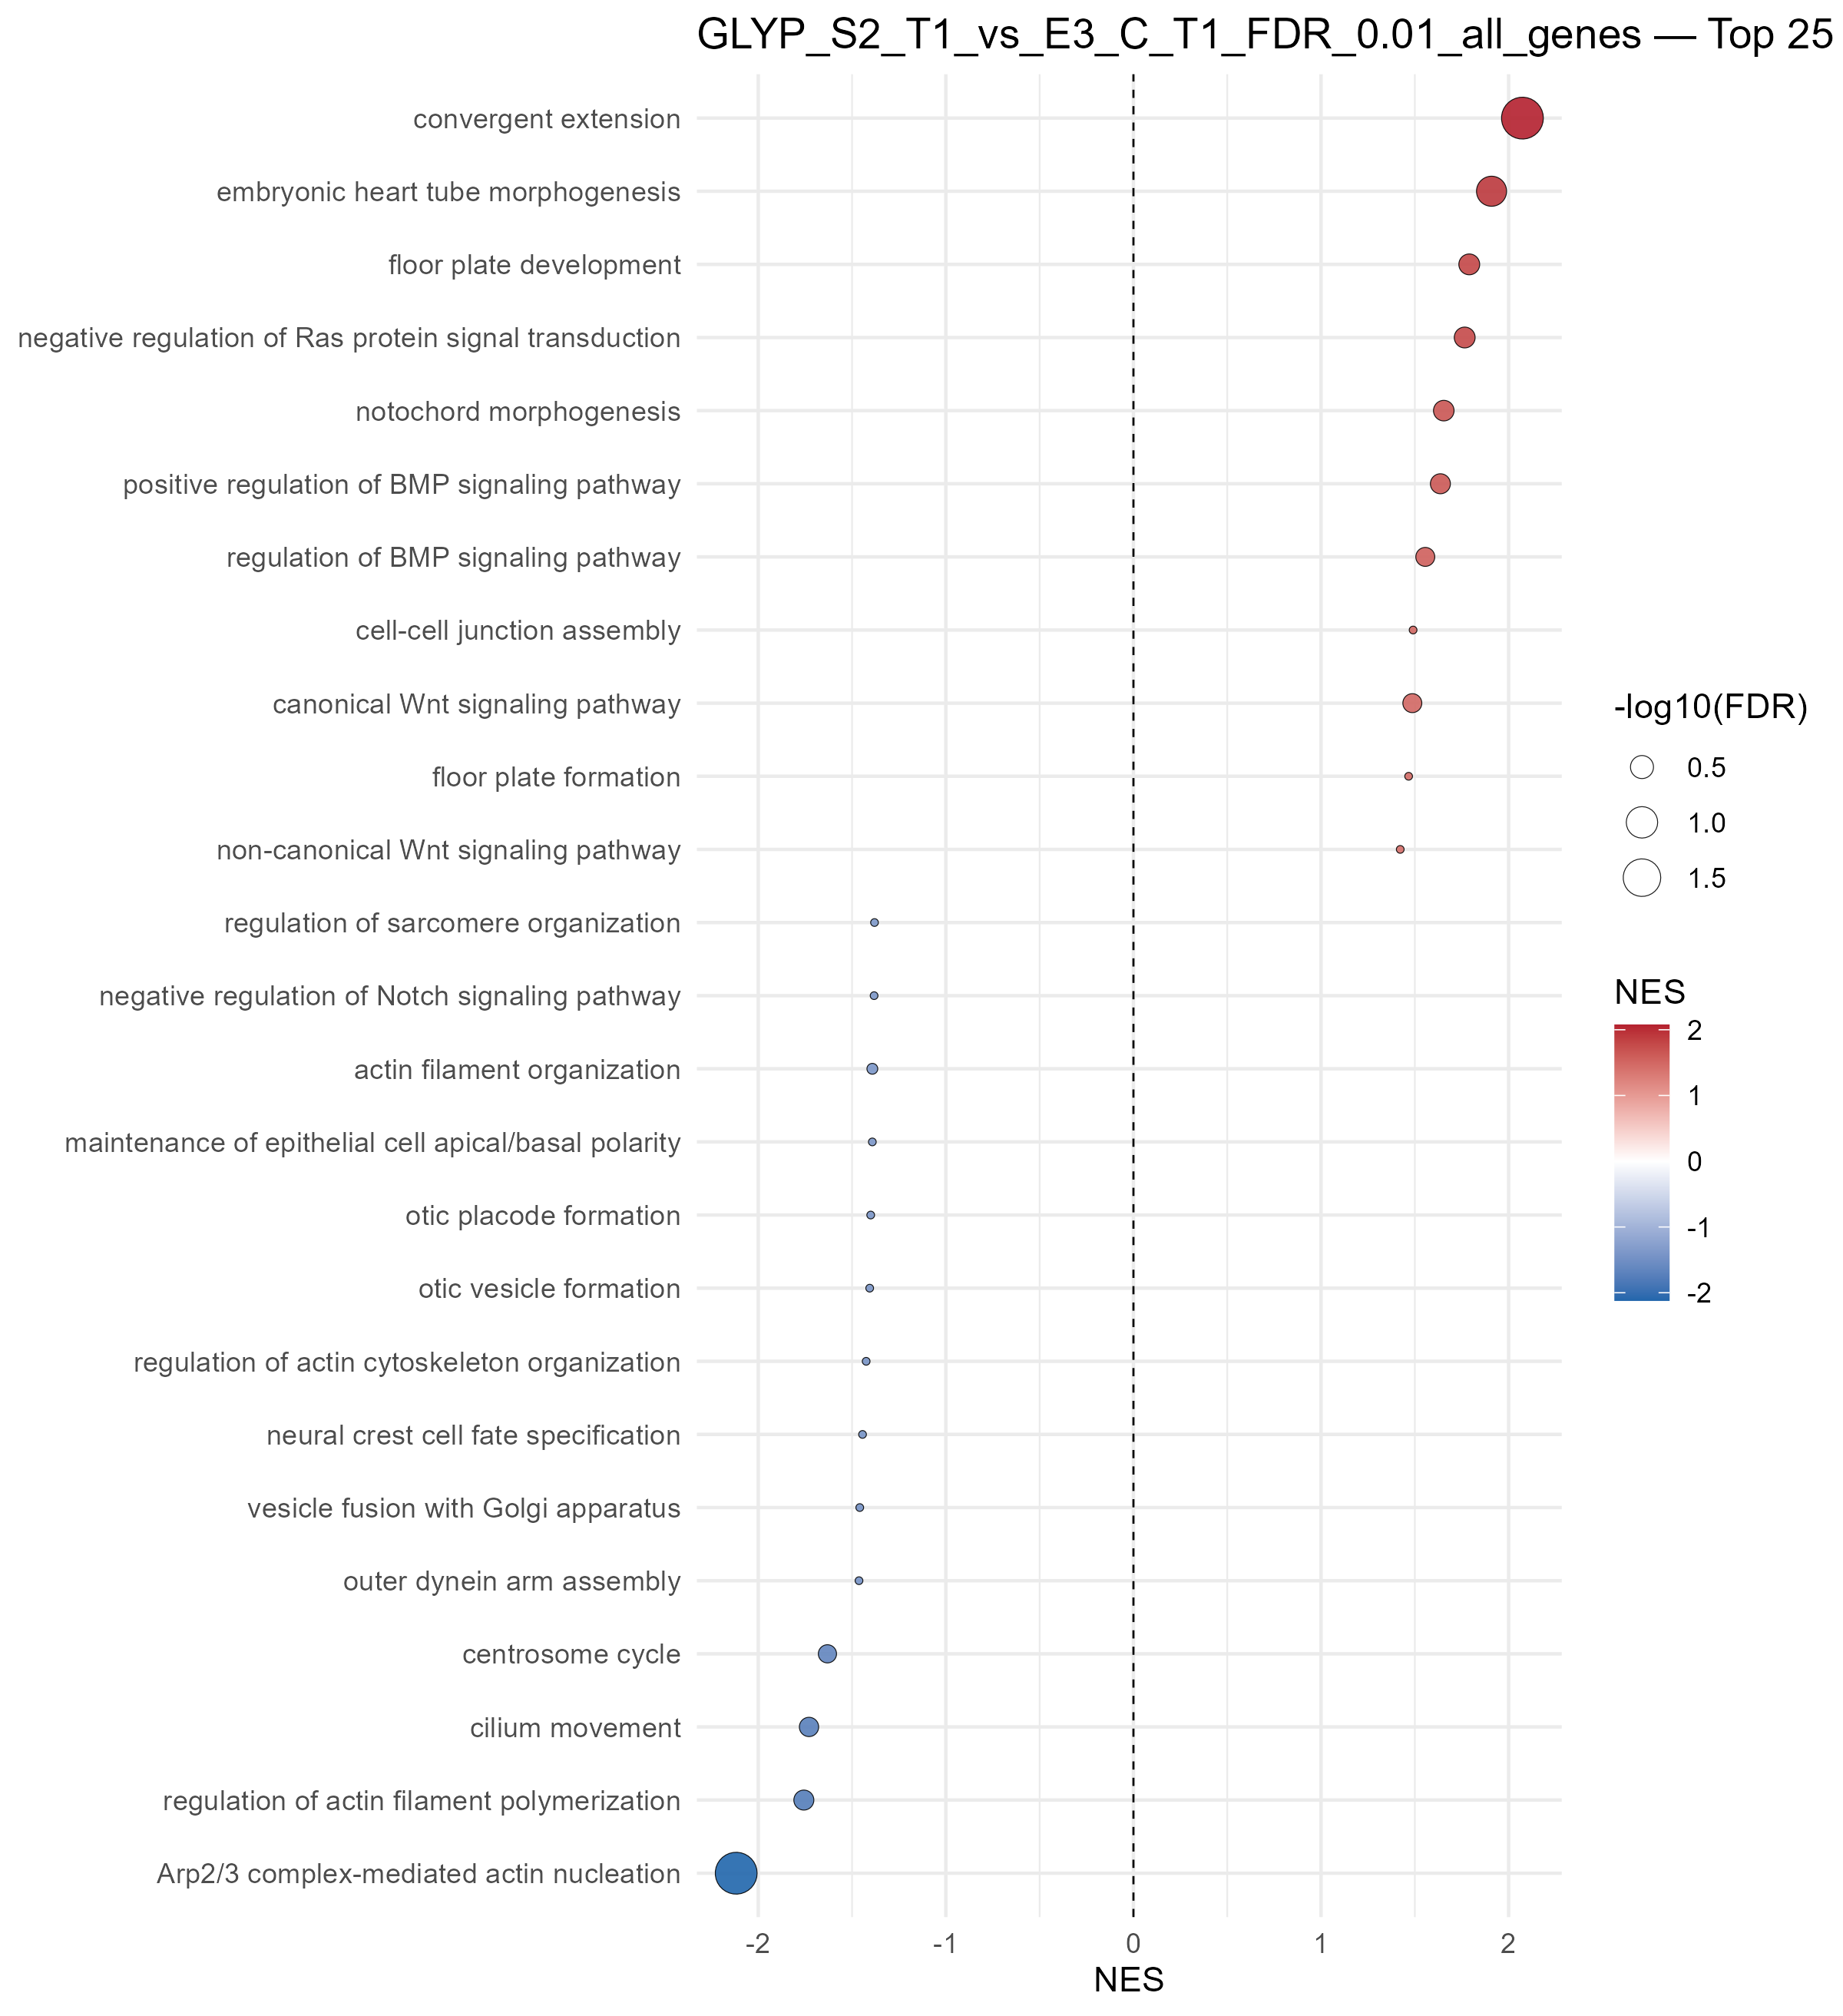 GLYP_S2_T1_vs_E3_C_T1_FDR_0.01_all_genes — Top 25
convergent extension
embryonic heart tube morphogenesis
floor plate development
negative regulation of Ras protein signal transduction
notochord morphogenesis
positive regulation of BMP signaling pathway
regulation of BMP signaling pathway
cell-cell junction assembly
canonical Wnt signaling pathway
floor plate formation
non-canonical Wnt signaling pathway
regulation of sarcomere organization
negative regulation of Notch signaling pathway
actin filament organization
maintenance of epithelial cell apical/basal polarity
otic placode formation
otic vesicle formation
regulation of actin cytoskeleton organization
neural crest cell fate specification
vesicle fusion with Golgi apparatus
outer dynein arm assembly
centrosome cycle
cilium movement
regulation of actin filament polymerization
Arp2/3 complex-mediated actin nucleation
-2 -1 0 1 2
NES
-log10(FDR)
0.5
1.0
1.5
NES
2
1
0
-1
-2